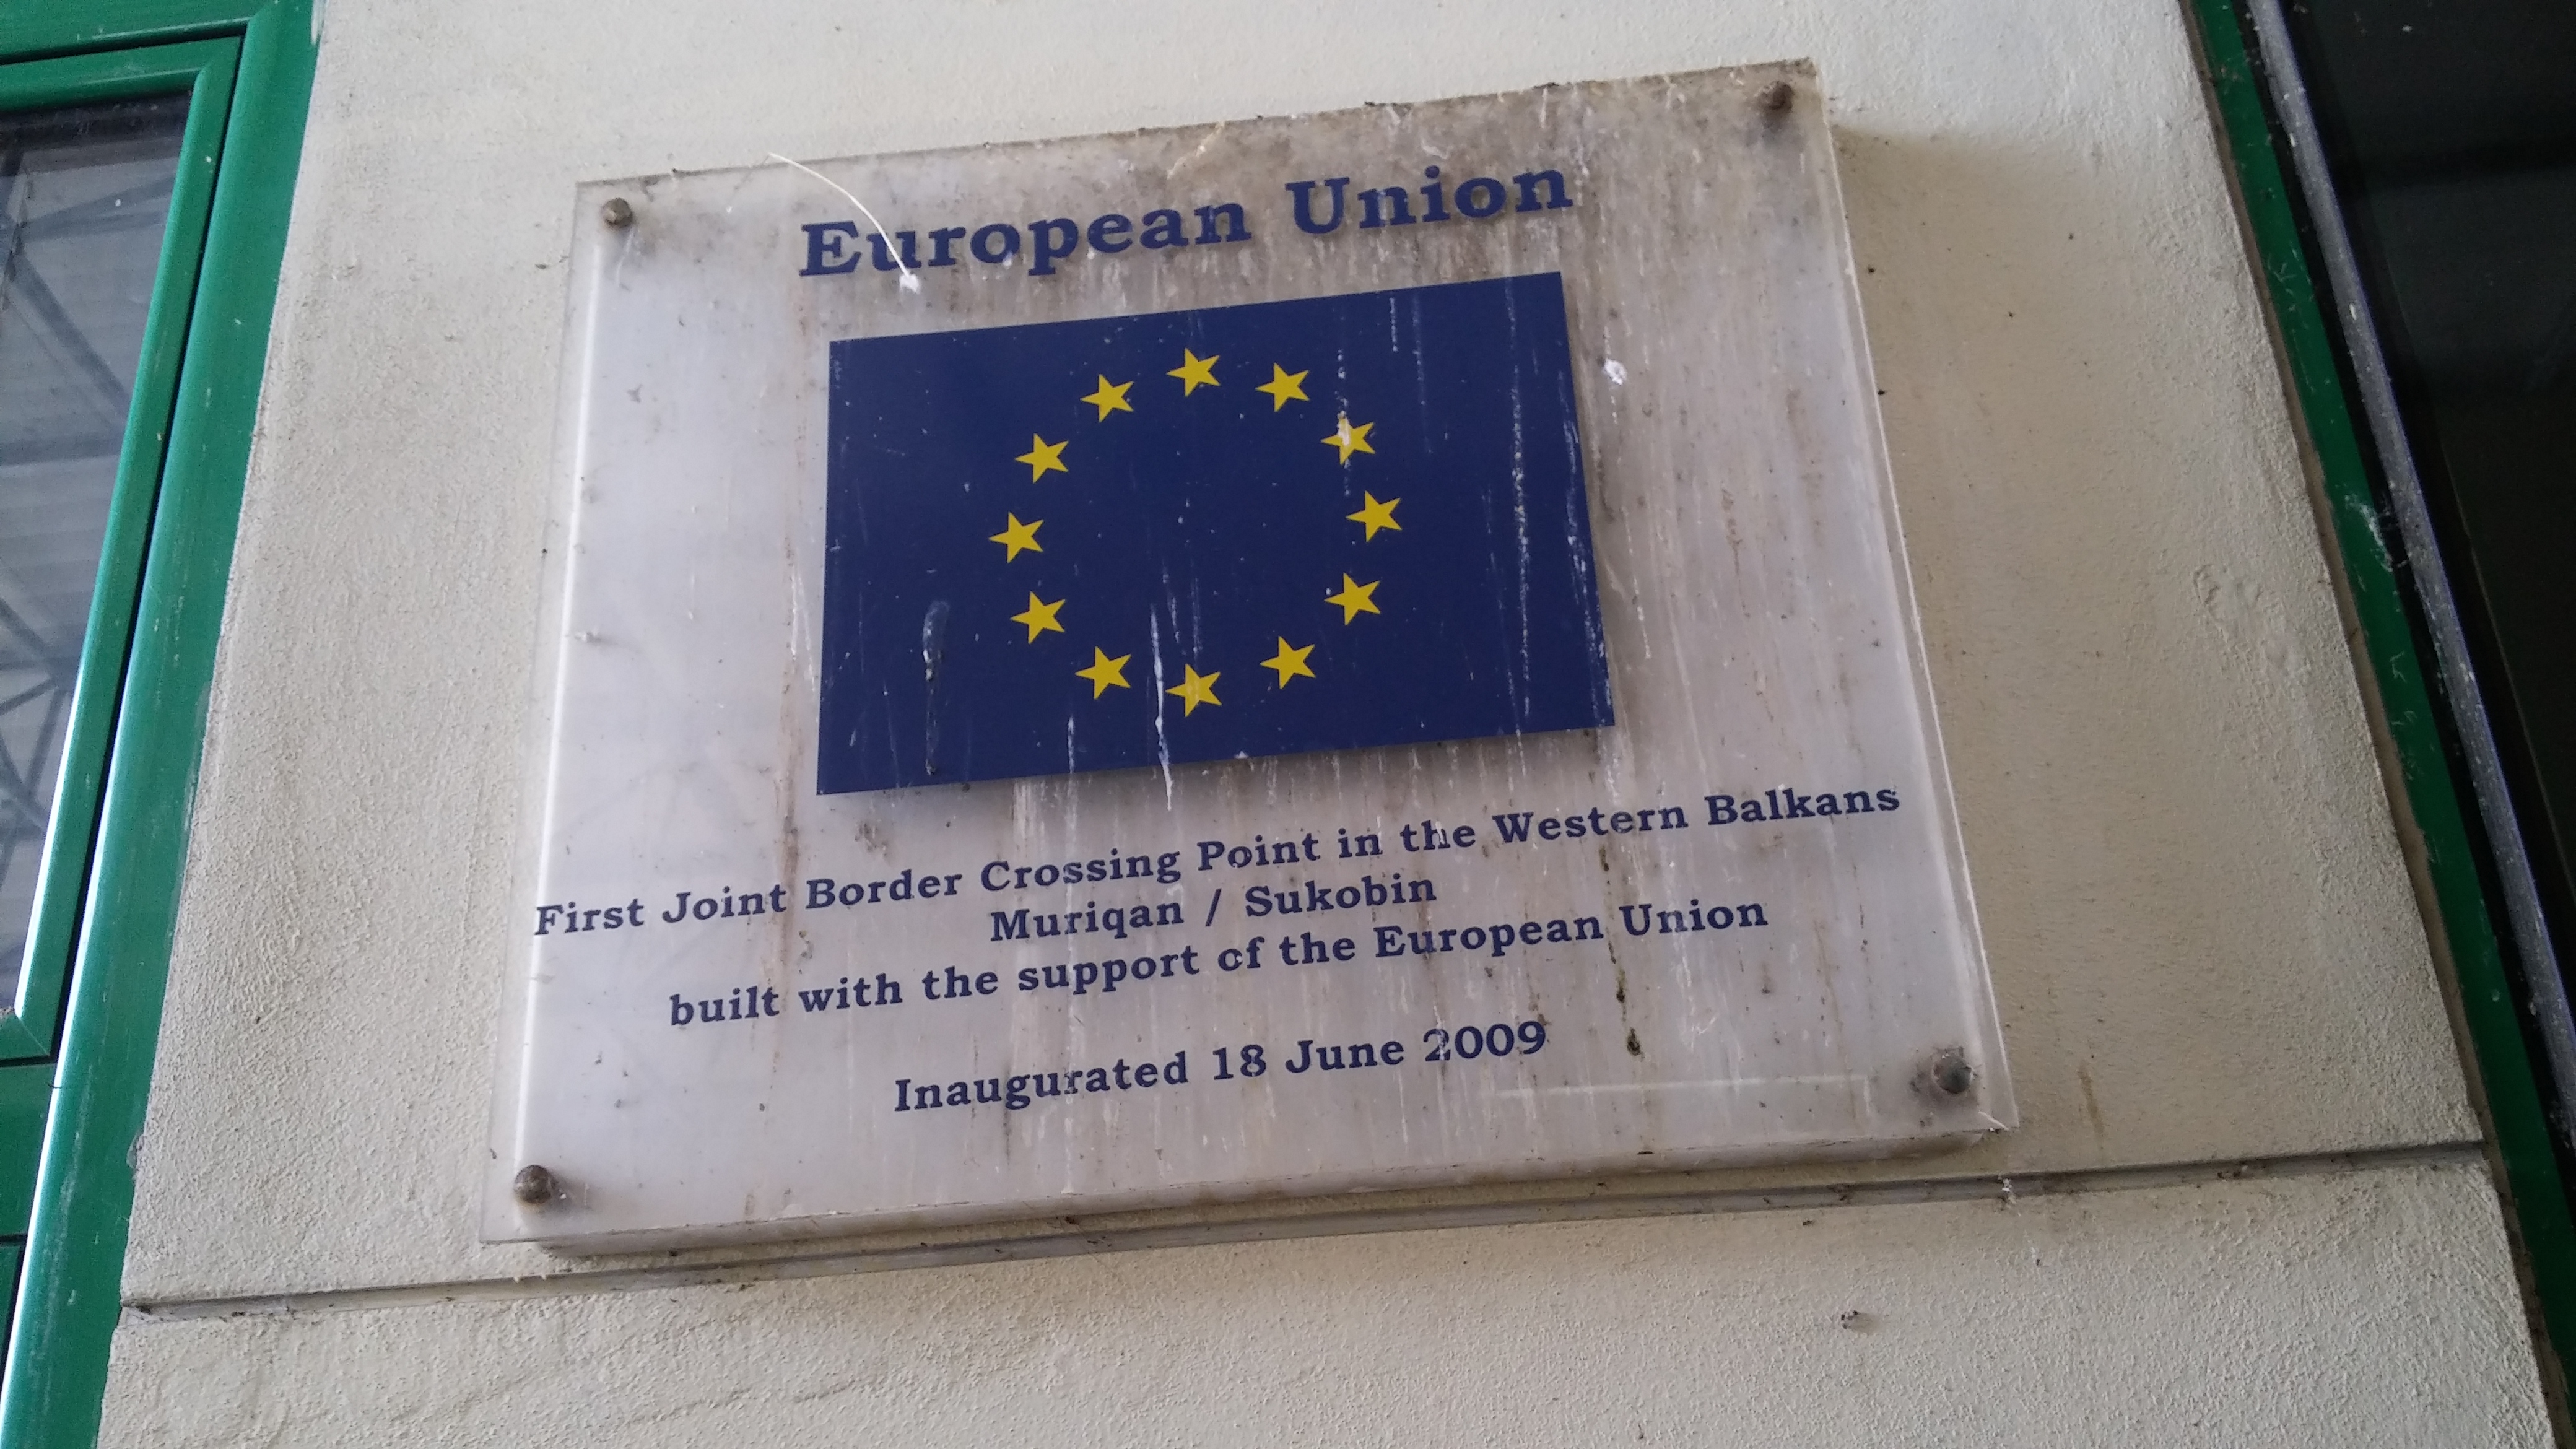 European Union
First Joint Border Crossing Point in the Western Balkans
Muriqan / Sukobin
built with the support of the European Union
Inaugurated 18 June 2009